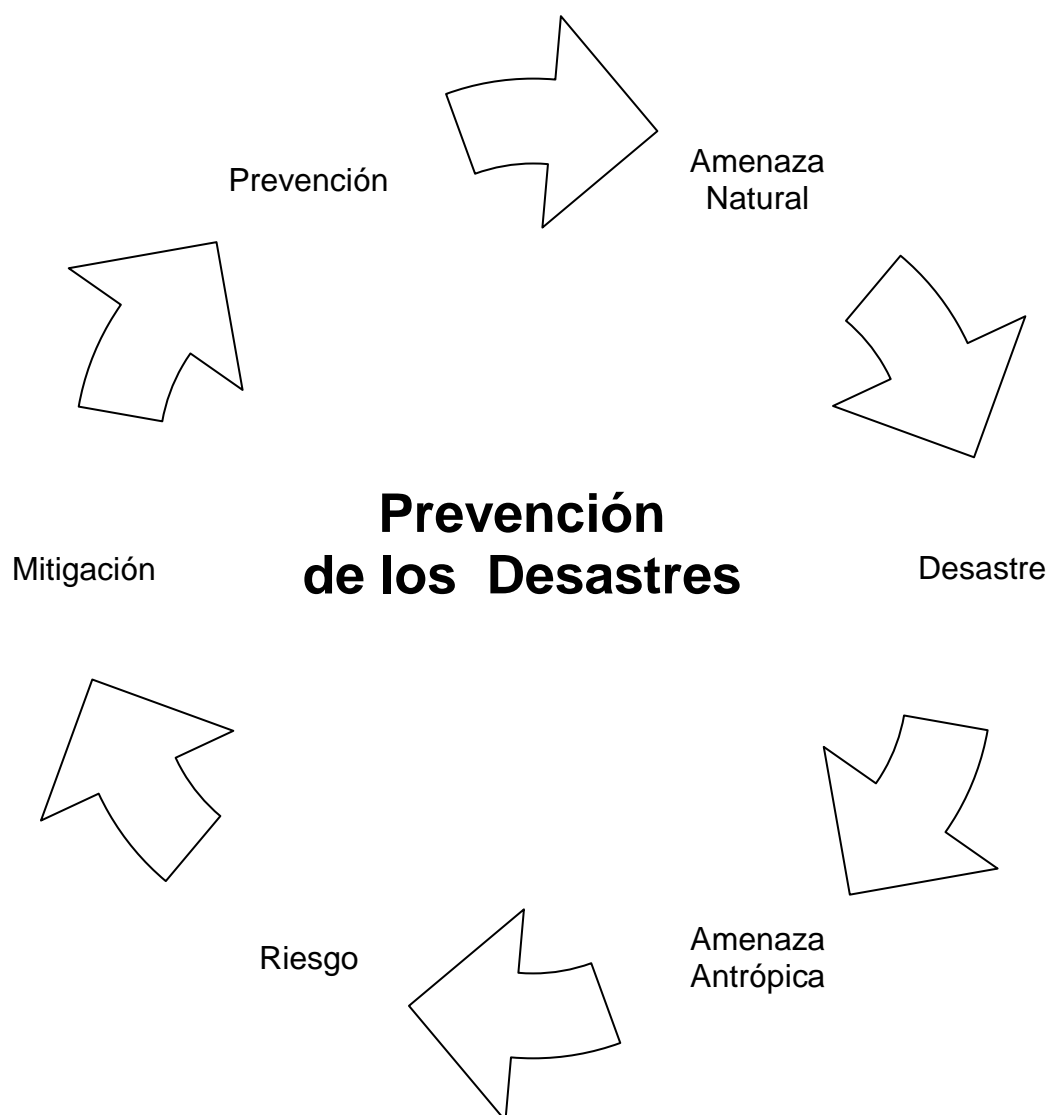 Prevención
Amenaza
Natural
Prevención
de los Desastres
Mitigación
Desastre
Amenaza
Antrópica
Riesgo